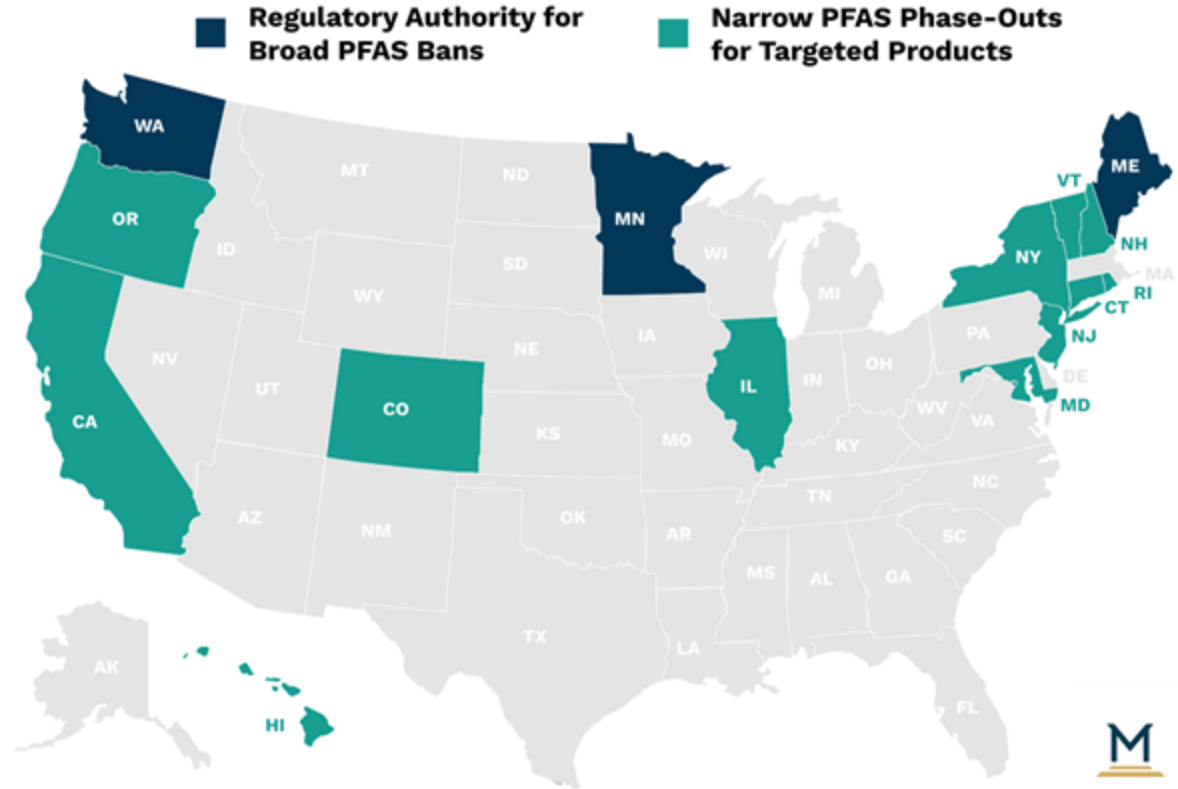 Regulatory Authority for
Broad PFAS Bans
Narrow PFAS Phase-Outs
for Targeted Products
WA
MT
ND
MN
ME
VT
OR
ID
SD
WI
NY
NH
MA
WY
MI
RI
CT
NV
UT
NE
IA
PA
NJ
CA
CO
IL
IN
OH
DE
MD
KS
MO
KY
WV
VA
AZ
NM
OK
AR
TN
NC
SC
MS
AL
GA
TX
LA
AK
FL
HI
M